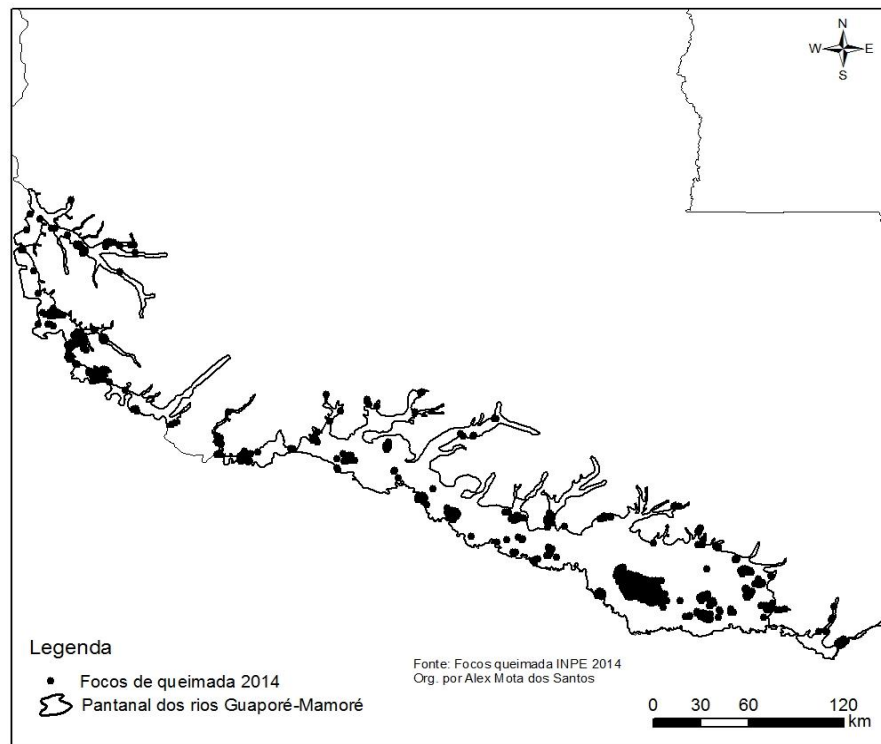 N
W E
S
Legenda
Focos de queimada 2014
Pantanal dos rios Guaporé-Mamoré
Fonte: Focos queimada INPE 2014
Org. por Alex Mota dos Santos
0 30 60 120
km